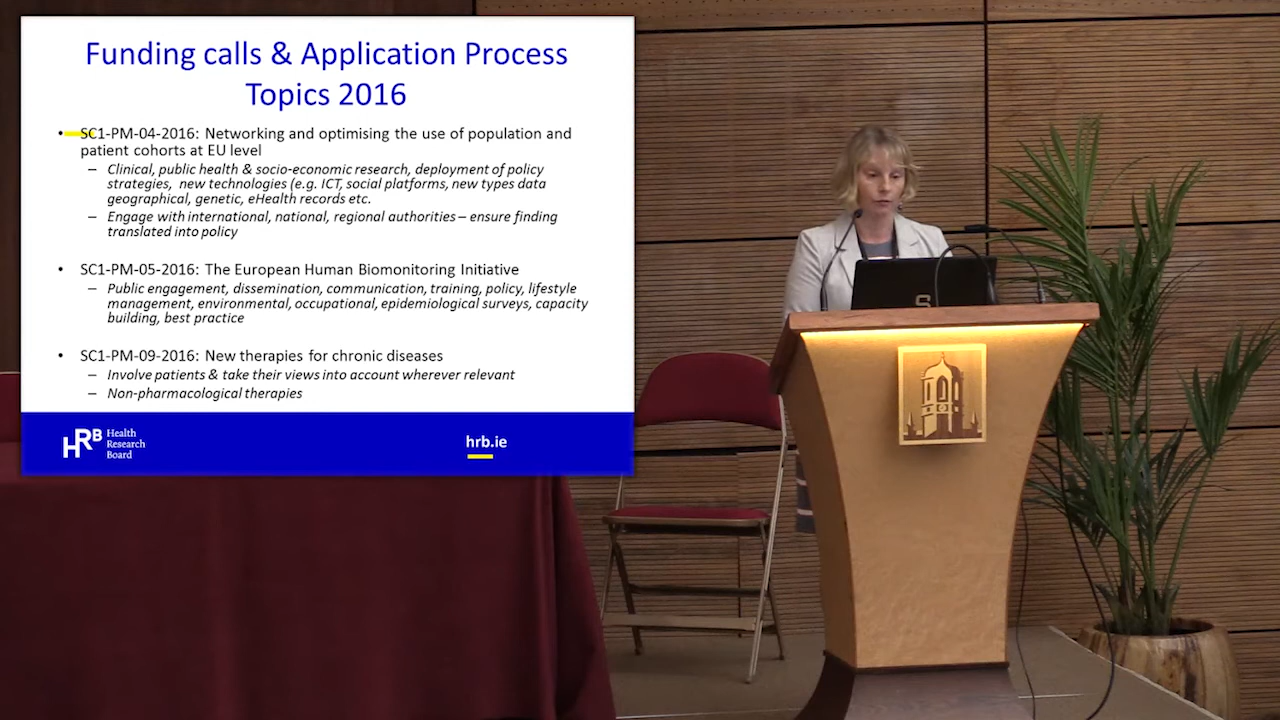 Funding calls & Application Process
Topics 2016
• SC1-PM-04-2016: Networking and optimising the use of population and
patient cohorts at EU level
– Clinical, public health & socio-economic research, deployment of policy
strategies, new technologies (e.g. ICT, social platforms, new types data
geographical, genetic, eHealth records etc.
– Engage with international, national, regional authorities – ensure finding
translated into policy
• SC1-PM-05-2016: The European Human Biomonitoring Initiative
– Public engagement, dissemination, communication, training, policy, lifestyle
management, environmental, occupational, epidemiological surveys, capacity
building, best practice
• SC1-PM-09-2016: New therapies for chronic diseases
– Involve patients & take their views into account wherever relevant
– Non-pharmacological therapies
HRB Health
Research
Board
hrb.ie